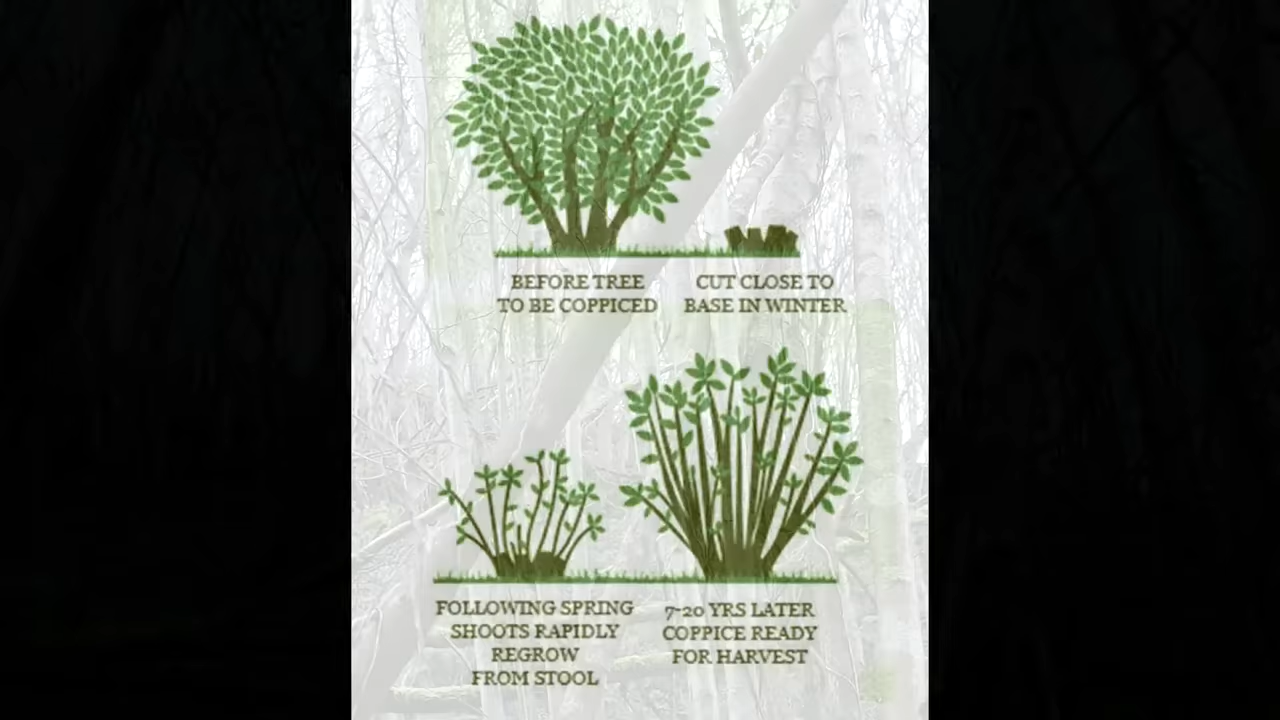 BEFORE TREE
TO BE COPPICED
CUT CLOSE TO
BASE IN WINTER
FOLLOWING SPRING
SHOOTS RAPIDLY
REGROW
FROM STOOL
7-20 YRS LATER
COPPICE READY
FOR HARVEST